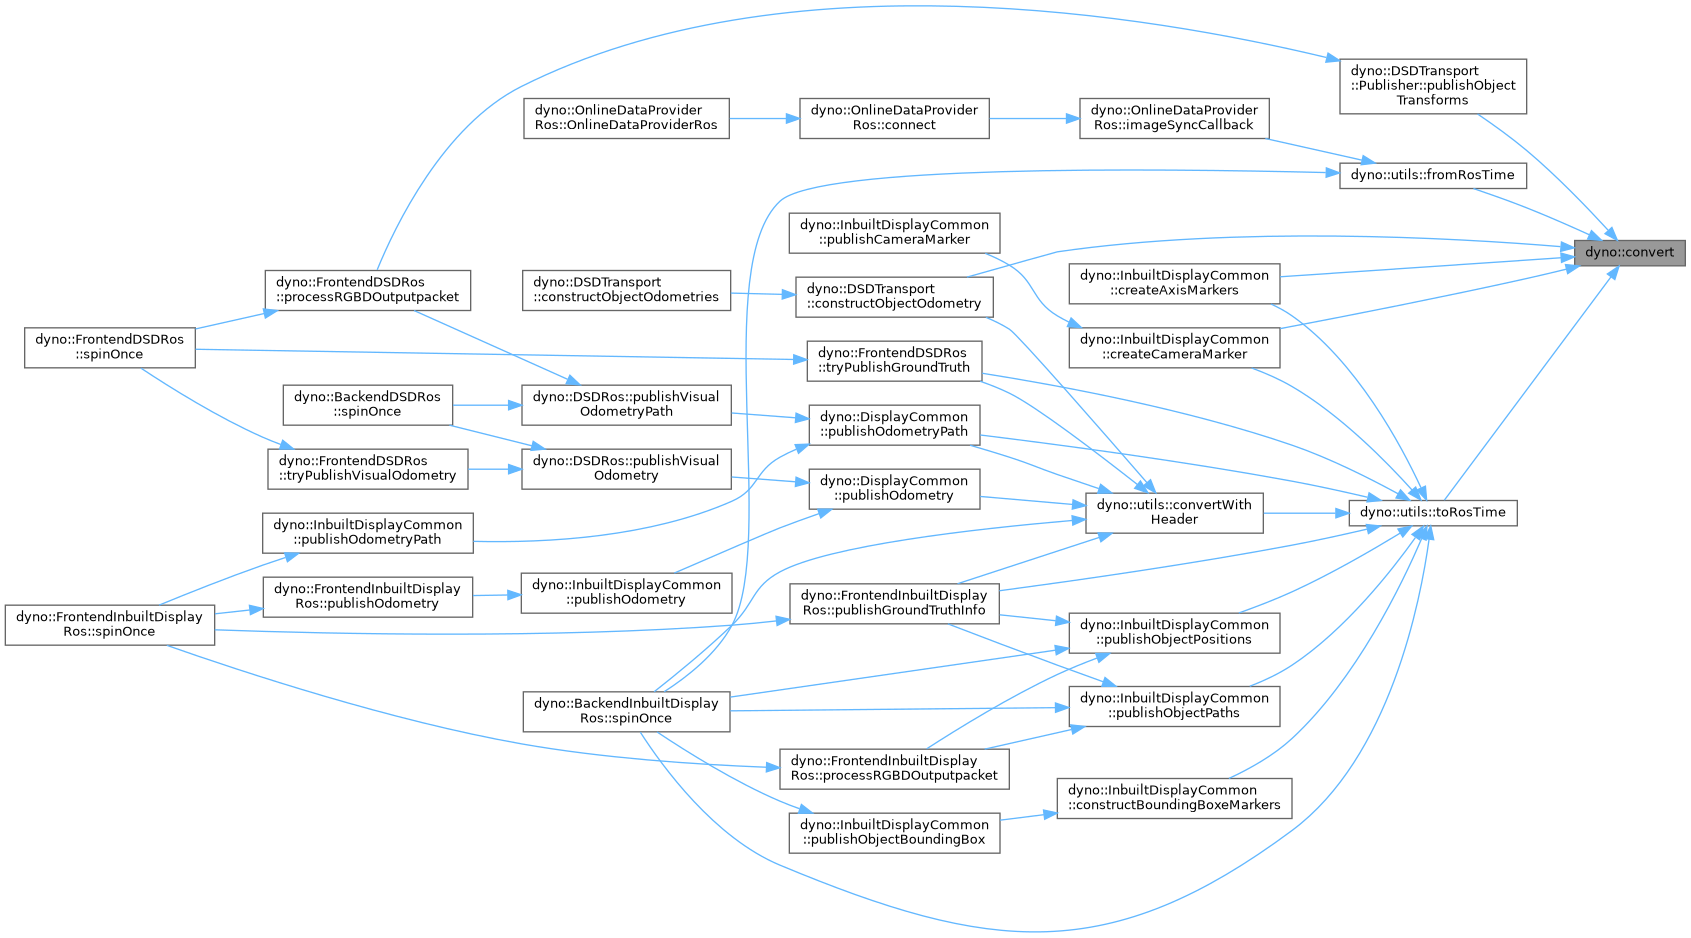 dyno::DSDTransport
::Publisher::publishObject
Transforms
dyno::OnlineDataProvider
Ros::OnlineDataProviderRos
dyno::OnlineDataProvider
Ros::connect
dyno::OnlineDataProvider
Ros::imageSyncCallback
dyno::utils::fromRosTime
dyno::InbuiltDisplayCommon
::publishCameraMarker
dyno::convert
dyno::FrontendDSDRos
::processRGBDOutputpacket
dyno::DSDTransport
::constructObjectOdometries
dyno::DSDTransport
::constructObjectOdometry
dyno::InbuiltDisplayCommon
::createAxisMarkers
dyno::FrontendDSDRos
::spinOnce
dyno::InbuiltDisplayCommon
::createCameraMarker
dyno::FrontendDSDRos
::tryPublishGroundTruth
dyno::BackendDSDRos
::spinOnce
dyno::DSDRos::publishVisual
OdometryPath
dyno::DisplayCommon
::publishOdometryPath
dyno::FrontendDSDRos
::tryPublishVisualOdometry
dyno::DSDRos::publishVisual
Odometry
dyno::DisplayCommon
::publishOdometry
dyno::utils::convertWith
Header
dyno::utils::toRosTime
dyno::InbuiltDisplayCommon
::publishOdometryPath
dyno::FrontendInbuiltDisplay
Ros::publishOdometry
dyno::InbuiltDisplayCommon
::publishOdometry
dyno::FrontendInbuiltDisplay
Ros::publishGroundTruthInfo
dyno::FrontendInbuiltDisplay
Ros::spinOnce
dyno::InbuiltDisplayCommon
::publishObjectPositions
dyno::BackendInbuiltDisplay
Ros::spinOnce
dyno::InbuiltDisplayCommon
::publishObjectPaths
dyno::FrontendInbuiltDisplay
Ros::processRGBDOutputpacket
dyno::InbuiltDisplayCommon
::constructBoundingBoxeMarkers
dyno::InbuiltDisplayCommon
::publishObjectBoundingBox